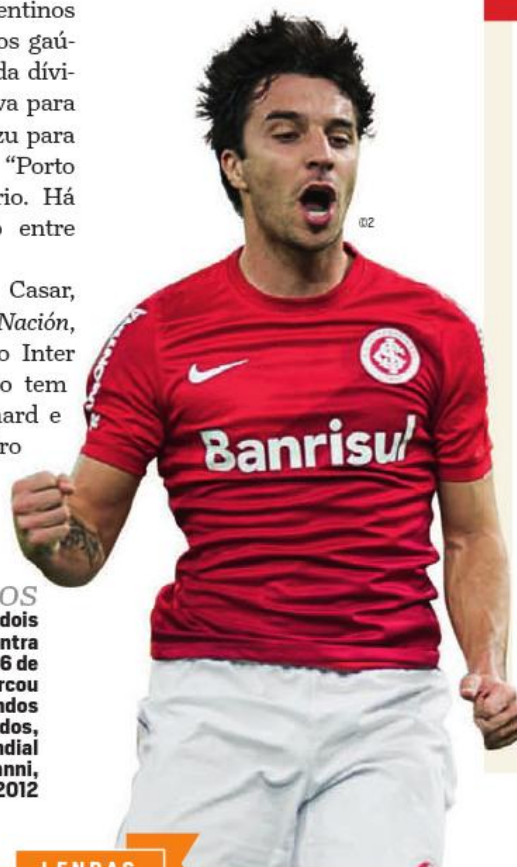 entinos
os gaú-
da dívi-
va para
zu para
“Porto
rio. Há
o entre
Casar,
Nación,
o Inter
o tem
ard e
ro
OS
dois
ntra
6 de
rcou
ndos
dos,
ndial
anni,
2012
©2
Banrisul
LENDAS